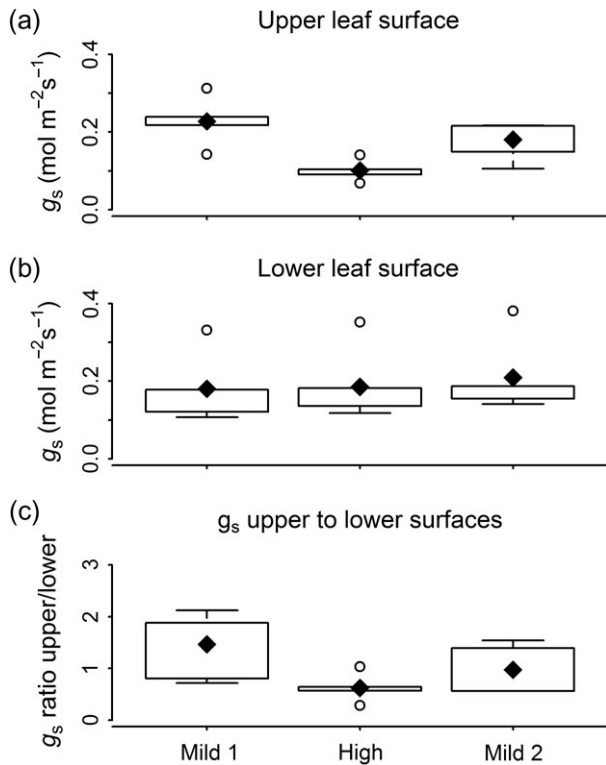 (a)
Upper leaf surface
gs (mol m−2s−1)
0.4
0.2
0.0
(b)
Lower leaf surface
gs (mol m−2s−1)
0.4
0.2
0.0
(c)
gs upper to lower surfaces
gs ratio upper/lower
3
2
1
0
Mild 1 High Mild 2